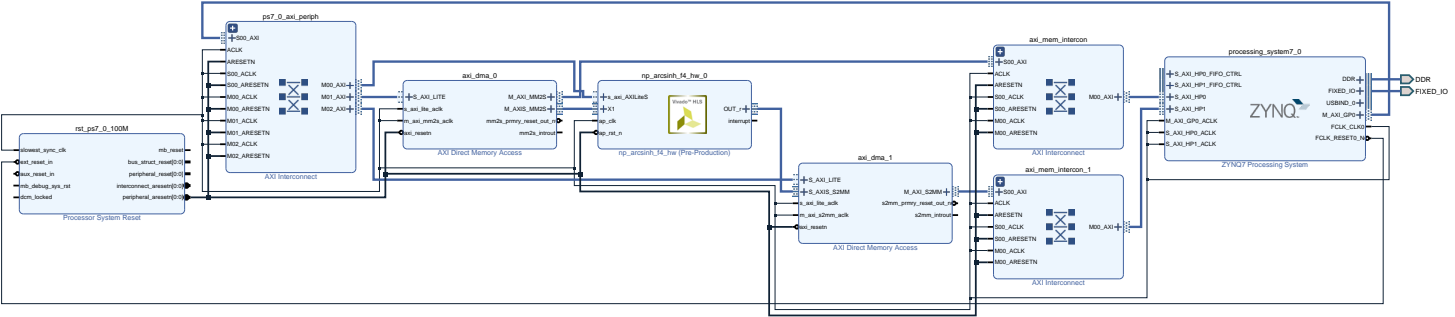 ps7_0_axi_periph
S00_AXI
ACLK
ARESETN
S00_ACLK
S00_ARESETN
M00_ACLK
M00_ARESETN
M01_ACLK
M01_ARESETN
M02_ACLK
M02_ARESETN
M00_AXI
M01_AXI
M02_AXI
AXI Interconnect
rst_ps7_0_100M
slowest_sync_clk
ext_reset_in
aux_reset_in
mb_debug_sys_rst
dcm_locked
mb_reset
bus_struct_reset[0:0]
peripheral_reset[0:0]
interconnect_aresetn[0:0]
peripheral_aresetn[0:0]
Processor System Reset
axi_dma_0
S_AXI_LITE
s_axi_lite_aclk
m_axi_mm2s_aclk
axi_resetn
M_AXI_MM2S
M_AXIS_MM2S
mm2s_prmry_reset_out_n
mm2s_introut
AXI Direct Memory Access
np_arcsinh_f4_hw_0
s_axi_AXILiteS
X1
ap_clk
ap_rst_n
Vivado™ HLS
OUT_r
interrupt
np_arcsinh_f4_hw (Pre-Production)
axi_dma_1
S_AXI_LITE
S_AXIS_S2MM
s_axi_lite_aclk
m_axi_s2mm_aclk
axi_resetn
M_AXI_S2MM
s2mm_prmry_reset_out_n
s2mm_introut
AXI Direct Memory Access
axi_mem_intercon
S00_AXI
ACLK
ARESETN
S00_ACLK
S00_ARESETN
M00_ACLK
M00_ARESETN
M00_AXI
AXI Interconnect
axi_mem_intercon_1
S00_AXI
ACLK
ARESETN
S00_ACLK
S00_ARESETN
M00_ACLK
M00_ARESETN
M00_AXI
AXI Interconnect
processing_system7_0
S_AXI_HP0_FIFO_CTRL
S_AXI_HP1_FIFO_CTRL
S_AXI_HP0
S_AXI_HP1
M_AXI_GP0_ACLK
S_AXI_HP0_ACLK
S_AXI_HP1_ACLK
ZYNQ
DDR
FIXED_IO
USBIND_0
M_AXI_GP0
FCLK_CLK0
FCLK_RESET0_N
ZYNQ7 Processing System
DDR
FIXED_IO